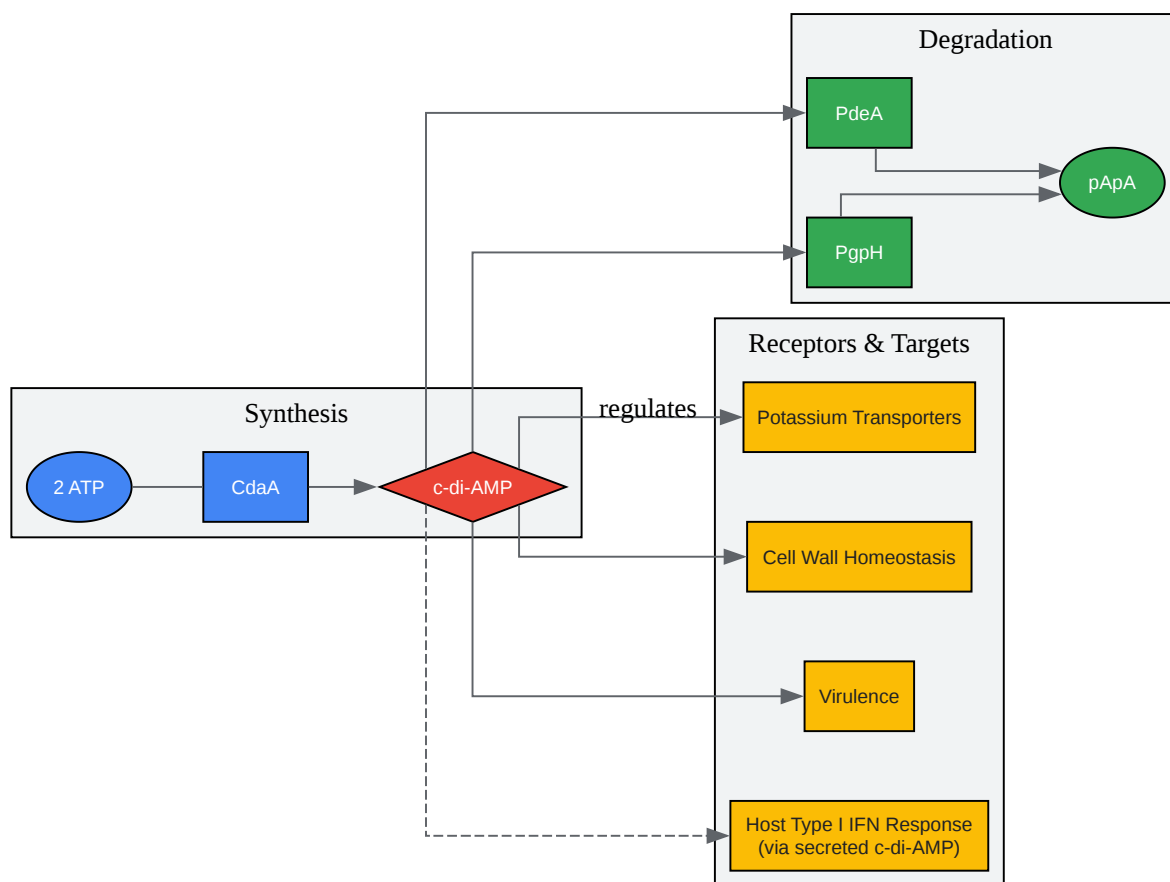 Degradation
PdeA
pApA
PgpH
Receptors & Targets
Synthesis
regulates
Potassium Transporters
2 ATP
CdaA
c-di-AMP
Cell Wall Homeostasis
Virulence
Host Type I IFN Response
(via secreted c-di-AMP)